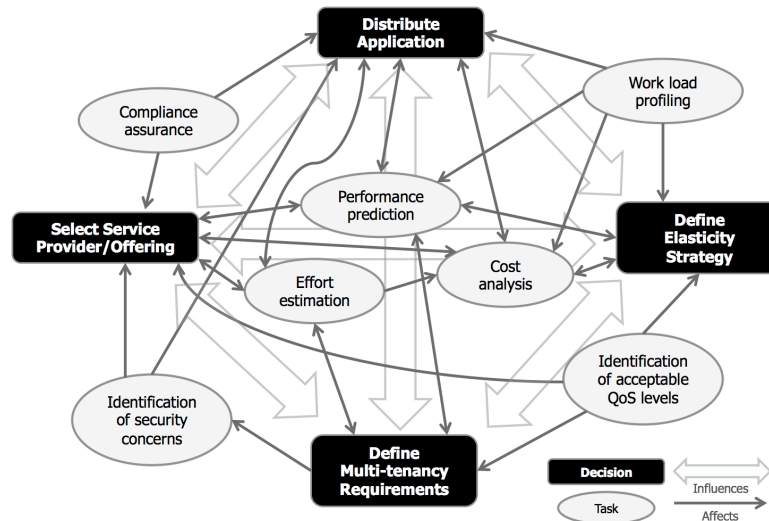 Distribute
Application
Compliance
assurance
Work load
profiling
Performance
prediction
Select Service
Provider/Offering
Define
Elasticity
Strategy
Effort
estimation
Cost
analysis
Identification
of security
concerns
Identification
of acceptable
QoS levels
Define
Multi-tenancy
Requirements
Decision
Influences
Task
Affects